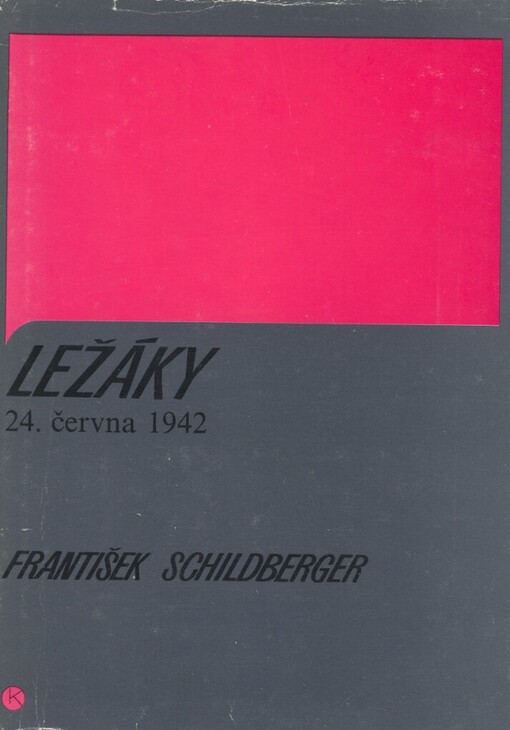 LEŽÁKY
24. června 1942
FRANTIŠEK SCHILDBERGER
K